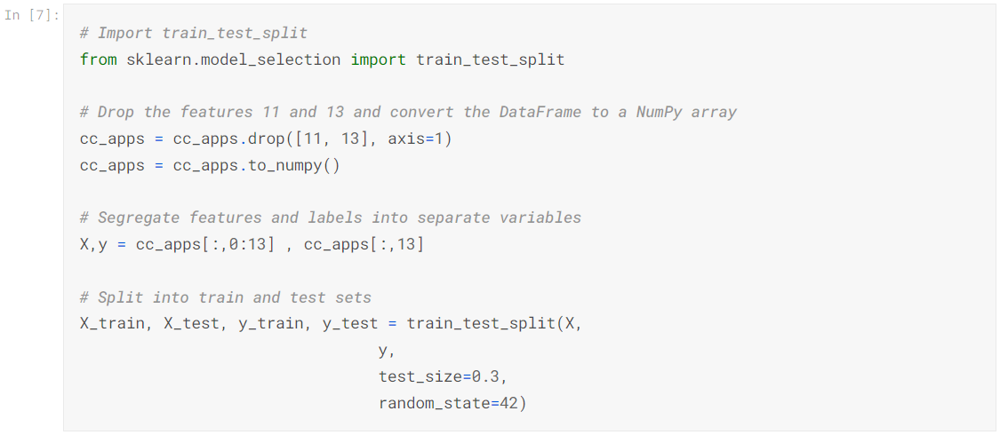 In [7]:
# Import train_test_split
from sklearn.model_selection import train_test_split
# Drop the features 11 and 13 and convert the DataFrame to a NumPy array
cc_apps = cc_apps.drop([11, 13], axis=1)
cc_apps = cc_apps.to_numpy()
# Segregate features and labels into separate variables
X,y = cc_apps[:,0:13] , cc_apps[:,13]
# Split into train and test sets
X_train, X_test, y_train, y_test = train_test_split(X,
y,
test_size=0.3,
random_state=42)